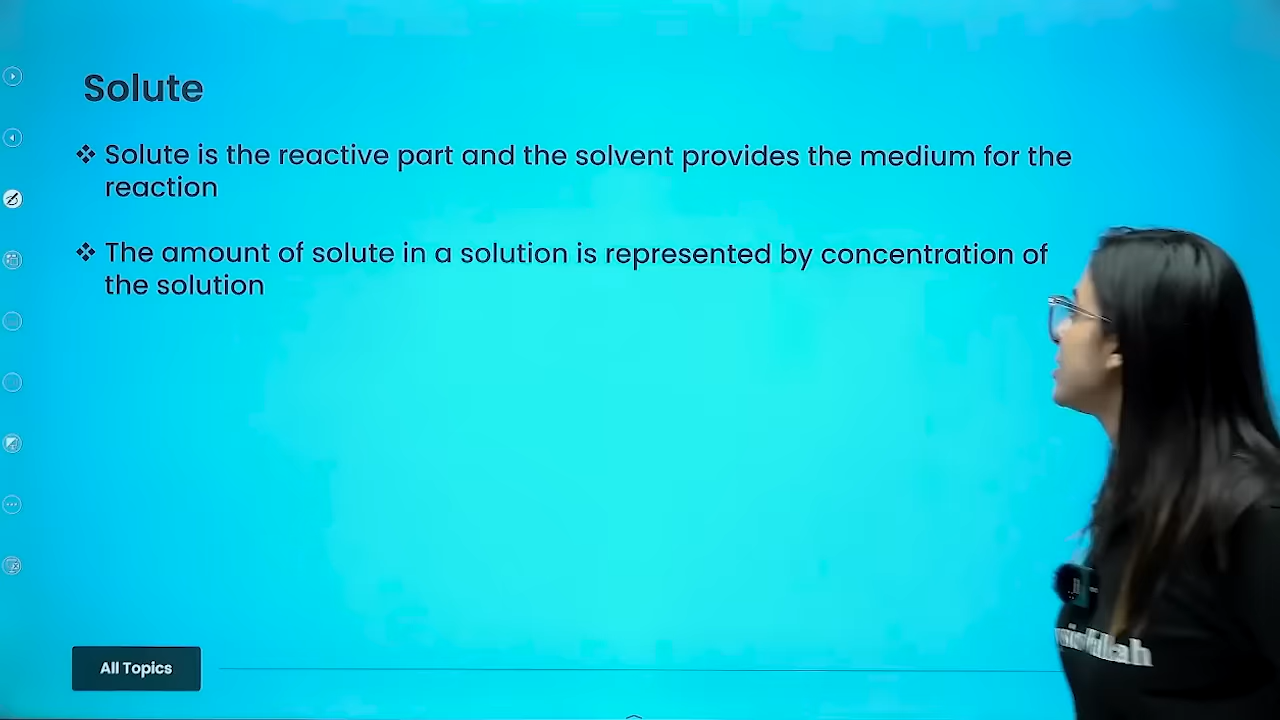 Solute
❖ Solute is the reactive part and the solvent provides the medium for the
reaction
❖ The amount of solute in a solution is represented by concentration of
the solution
All Topics